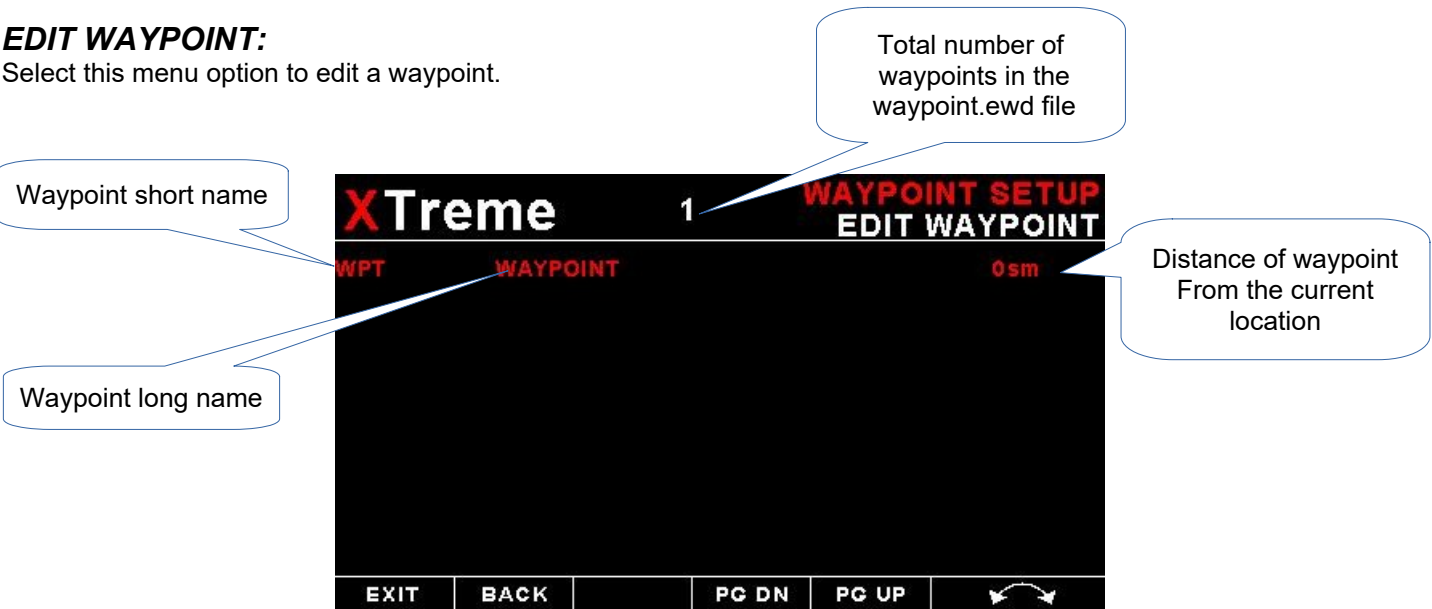 EDIT WAYPOINT:
Select this menu option to edit a waypoint.
Total number of
waypoints in the
waypoint.ewd file
Waypoint short name
XTreme
1
WAYPOINT SETUP
EDIT WAYPOINT
WPT
WAYPOINT
0sm
Distance of waypoint
From the current
location
Waypoint long name
EXIT
BACK
PG DN
PG UP